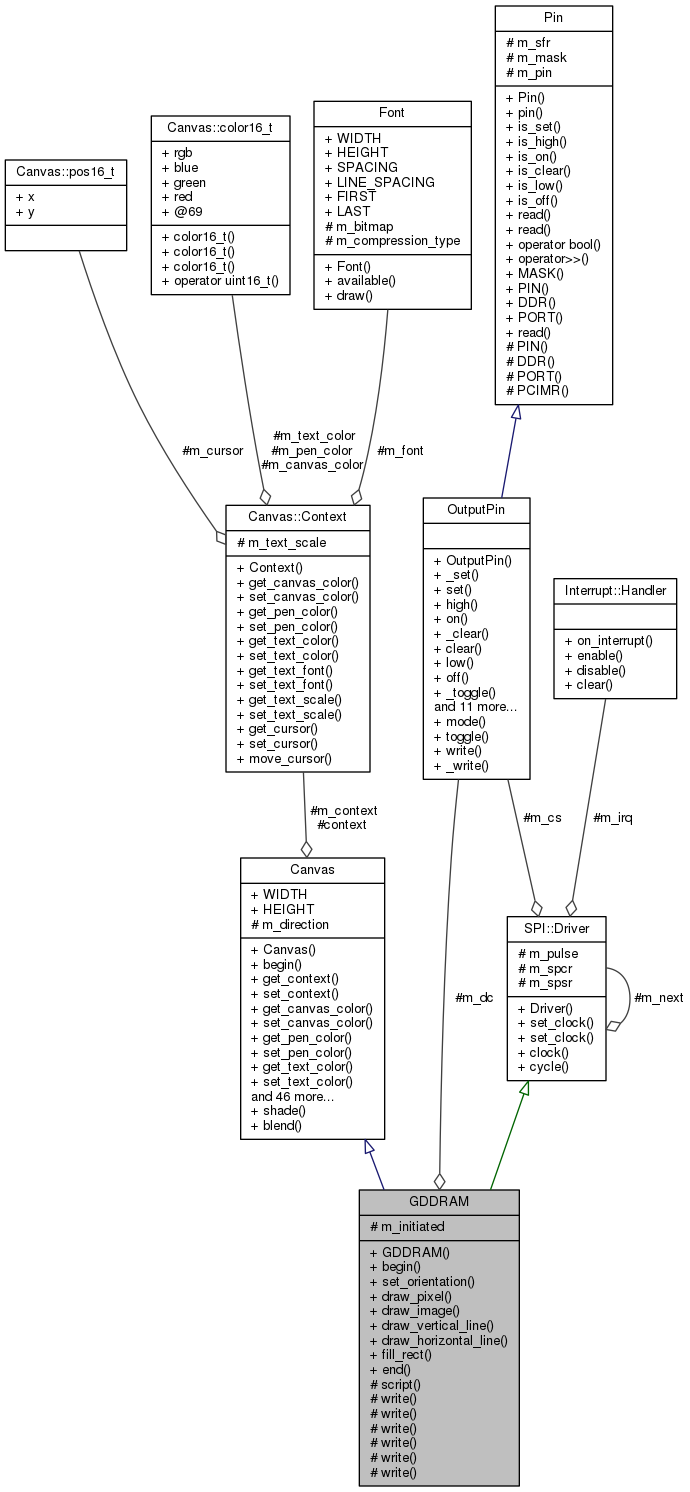 Pin
# m_sfr
# m_mask
# m_pin
+ Pin()
+ pin()
+ is_set()
+ is_high()
+ is_on()
+ is_clear()
+ is_low()
+ is_off()
+ read()
+ read()
+ operator bool()
+ operator>>()
+ MASK()
+ PIN()
+ DDR()
+ PORT()
+ read()
# PIN()
# DDR()
# PORT()
# PCIMR()
Font
+ WIDTH
+ HEIGHT
+ SPACING
+ LINE_SPACING
+ FIRST
+ LAST
# m_bitmap
# m_compression_type
+ Font()
+ available()
+ draw()
Canvas::color16_t
+ rgb
+ blue
+ green
+ red
+ @69
+ color16_t()
+ color16_t()
+ color16_t()
+ operator uint16_t()
Canvas::pos16_t
+ x
+ y
#m_cursor
#m_text_color
#m_pen_color
#m_canvas_color
#m_font
Canvas::Context
# m_text_scale
+ Context()
+ get_canvas_color()
+ set_canvas_color()
+ get_pen_color()
+ set_pen_color()
+ get_text_color()
+ set_text_color()
+ get_text_font()
+ set_text_font()
+ get_text_scale()
+ set_text_scale()
+ get_cursor()
+ set_cursor()
+ move_cursor()
OutputPin
+ OutputPin()
+ _set()
+ set()
+ high()
+ on()
+ _clear()
+ clear()
+ low()
+ off()
+ _toggle()
and 11 more...
+ mode()
+ toggle()
+ write()
+ _write()
Interrupt::Handler
+ on_interrupt()
+ enable()
+ disable()
+ clear()
#m_context
#context
#m_cs
#m_irq
Canvas
+ WIDTH
+ HEIGHT
# m_direction
+ Canvas()
+ begin()
+ get_context()
+ set_context()
+ get_canvas_color()
+ set_canvas_color()
+ get_pen_color()
+ set_pen_color()
+ get_text_color()
+ set_text_color()
and 46 more...
+ shade()
+ blend()
#m_dc
SPI::Driver
# m_pulse
# m_spcr
# m_spsr
+ Driver()
+ set_clock()
+ set_clock()
+ clock()
+ cycle()
#m_next
GDDRAM
# m_initiated
+ GDDRAM()
+ begin()
+ set_orientation()
+ draw_pixel()
+ draw_image()
+ draw_vertical_line()
+ draw_horizontal_line()
+ fill_rect()
+ end()
# script()
# write()
# write()
# write()
# write()
# write()
# write()